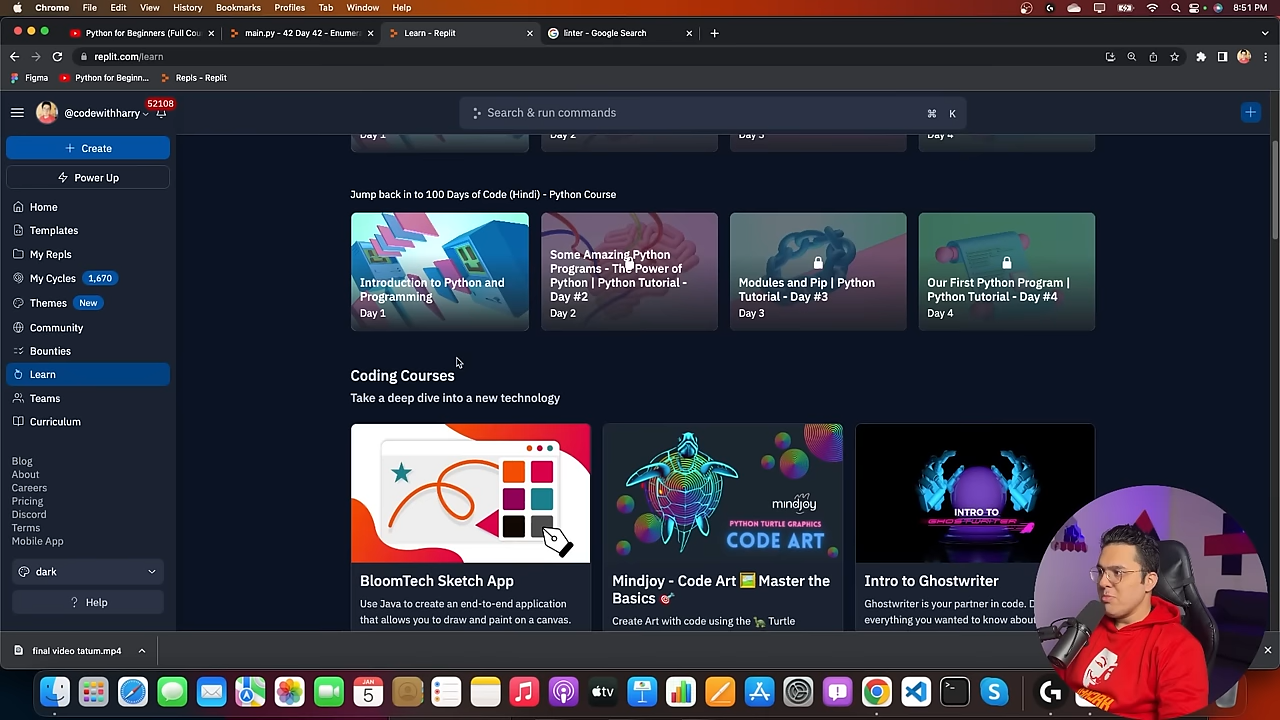 Chrome File Edit View History Bookmarks Profiles Tab Window Help 8:51 PM
Python for Beginners (Full Cou
main.py - 42 Day 42 - Enumer
Learn - Replit
linter - Google Search
replit.com/learn
Figma
Python for Beginn...
Repls - Replit
@codewithharry
52108
Search & run commands
K
Create
Power Up
Home
Templates
My Repls
My Cycles 1,670
Themes New
Community
Bounties
Learn
Teams
Curriculum
Blog
About
Careers
Pricing
Discord
Terms
Mobile App
dark
Help
Day 1
Day 2
Day 3
Day 4
Jump back in to 100 Days of Code (Hindi) - Python Course
Introduction to Python and
Programming
Day 1
Some Amazing Python
Programs - The Power of
Python | Python Tutorial -
Day #2
Day 2
Modules and Pip | Python
Tutorial - Day #3
Day 3
Our First Python Program |
Python Tutorial - Day #4
Day 4
Coding Courses
Take a deep dive into a new technology
BloomTech Sketch App
Use Java to create an end-to-end application
that allows you to draw and paint on a canvas.
mindjoy
PYTHON TURTLE GRAPHICS
CODE ART
Mindjoy - Code Art 🖼️ Master the
Basics 🎯
Create Art with code using the 🐢 Turtle
INTRO TO
GHOSTWRITER
Intro to Ghostwriter
Ghostwriter is your partner in code. D
everything you wanted to know about
final video tatum.mp4
JAN
5
tv